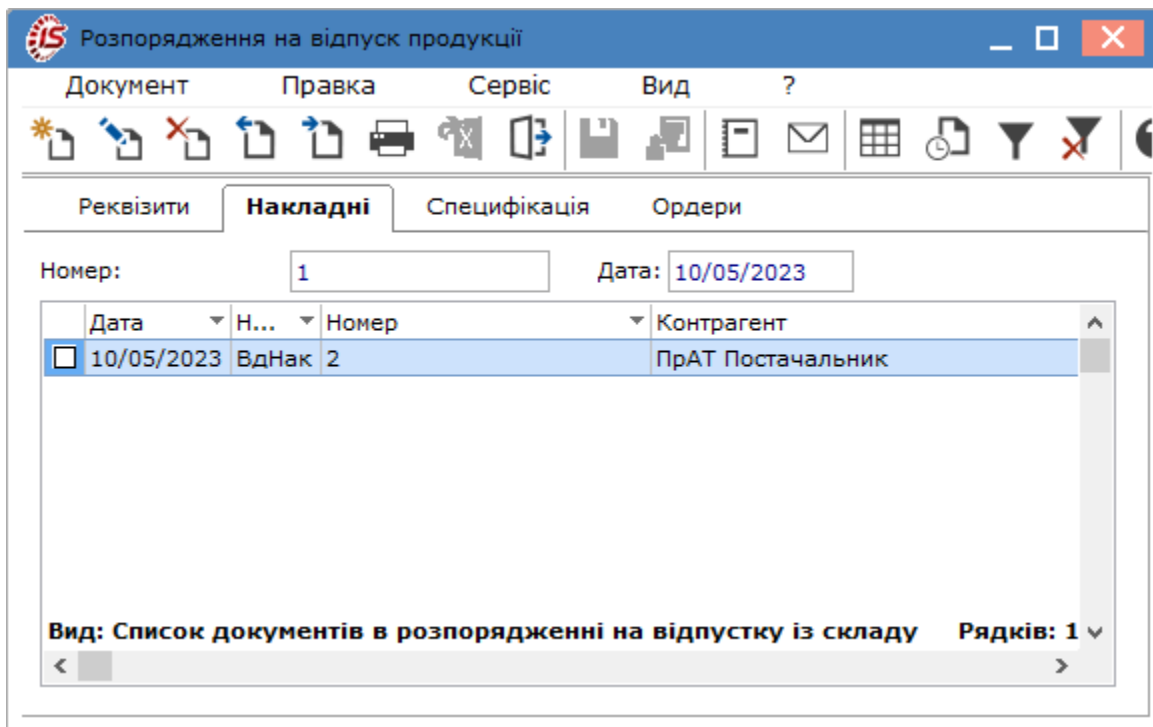 IS Розпорядження на відпуск продукції
Документ Правка Сервіс Вид ?
Реквізити Накладні Специфікація Ордери
Номер: 1 Дата: 10/05/2023
Дата Н... Номер Контрагент
10/05/2023 ВдНак 2 ПрАТ Постачальник
Вид: Список документів в розпорядженні на відпустку із складу Рядків: 1